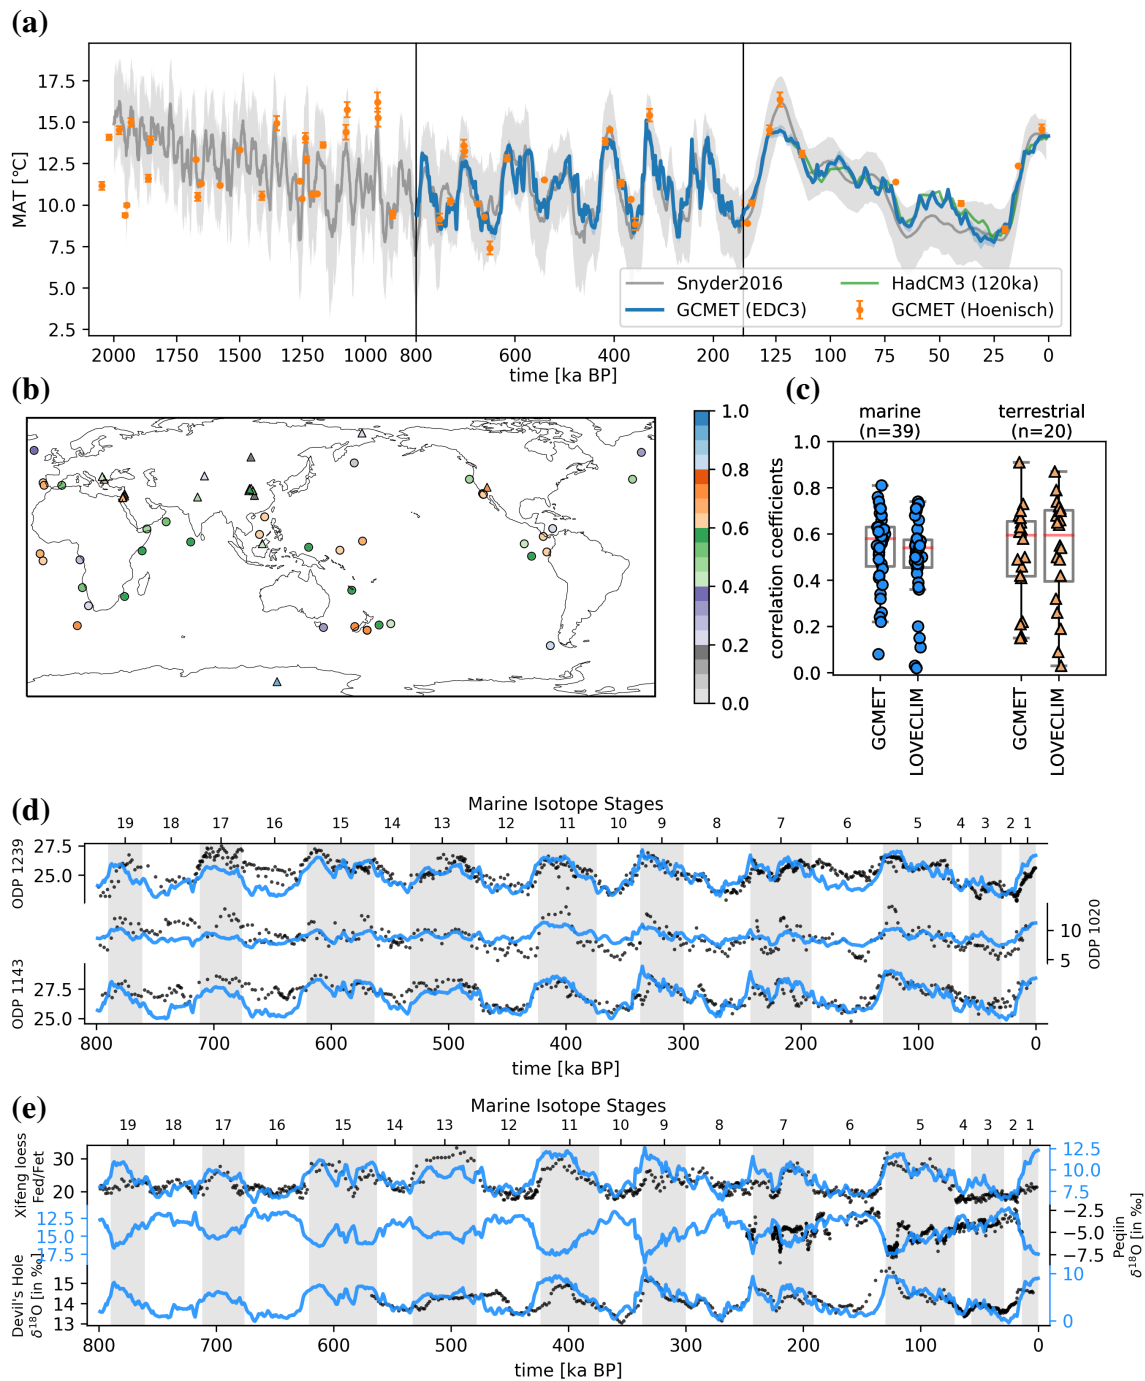 (a)
MAT [°C]
17.5
15.0
12.5
10.0
7.5
5.0
2.5
Snyder2016
GCMET (EDC3)
HadCM3 (120ka)
GCMET (Hoenisch)
2000 1750 1500 1250 1000 800 600 400 200 125 100 75 50 25 0
time [ka BP]
(b)
1.0
0.8
0.6
0.4
0.2
0.0
(c)
marine
(n=39)
terrestrial
(n=20)
correlation coefficients
1.0
0.8
0.6
0.4
0.2
0.0
GCMET
LOVECLIM
GCMET
LOVECLIM
(d)
Marine Isotope Stages
19 18 17 16 15 14 13 12 11 10 9 8 7 6 5 4 3 2 1
ODP 1239
27.5
25.0
ODP 1020
10
5
ODP 1143
27.5
25.0
800 700 600 500 400 300 200 100 0
time [ka BP]
(e)
Marine Isotope Stages
19 18 17 16 15 14 13 12 11 10 9 8 7 6 5 4 3 2 1
Xifeng loess
Fed/Fet
30
20
12.5
10.0
7.5
12.5
15.0
17.5
−2.5
−5.0
−7.5
Peqiin
δ18O [in ‰]
Devil's Hole
δ18O [in ‰]
15
14
13
10
0
800 700 600 500 400 300 200 100 0
time [ka BP]